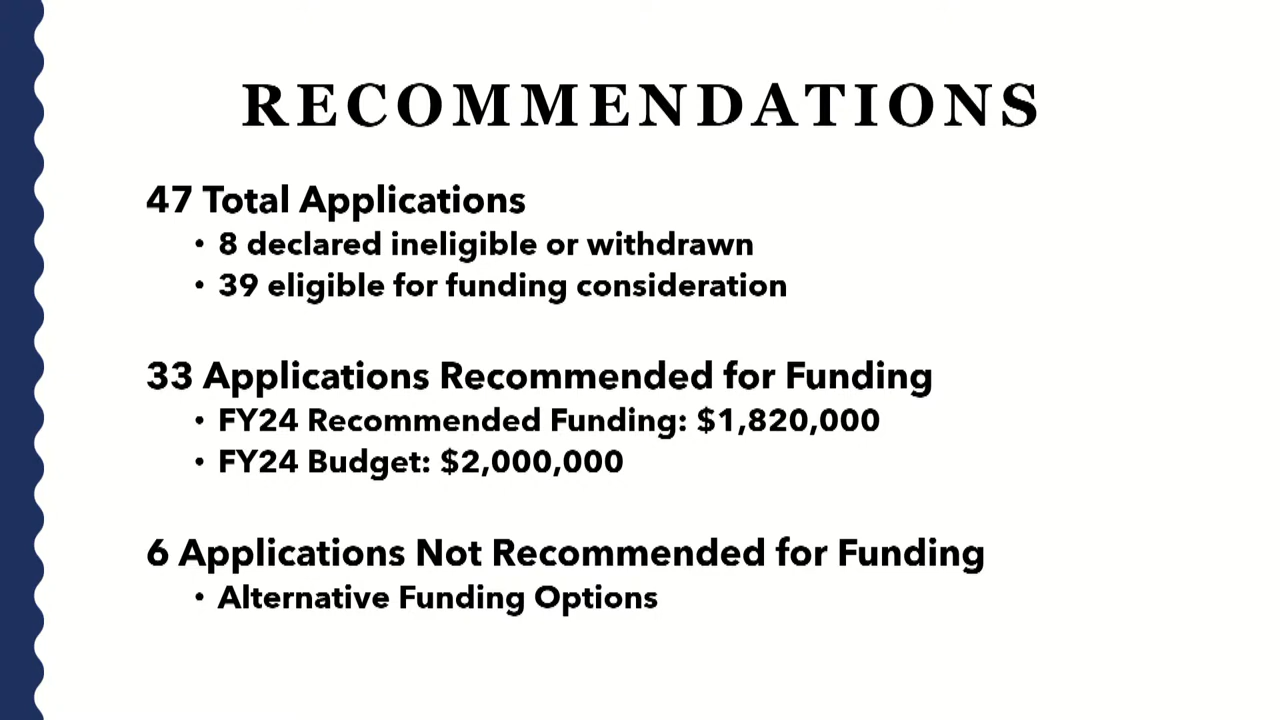 RECOMMENDATIONS
47 Total Applications
• 8 declared ineligible or withdrawn
• 39 eligible for funding consideration
33 Applications Recommended for Funding
• FY24 Recommended Funding: $1,820,000
• FY24 Budget: $2,000,000
6 Applications Not Recommended for Funding
• Alternative Funding Options